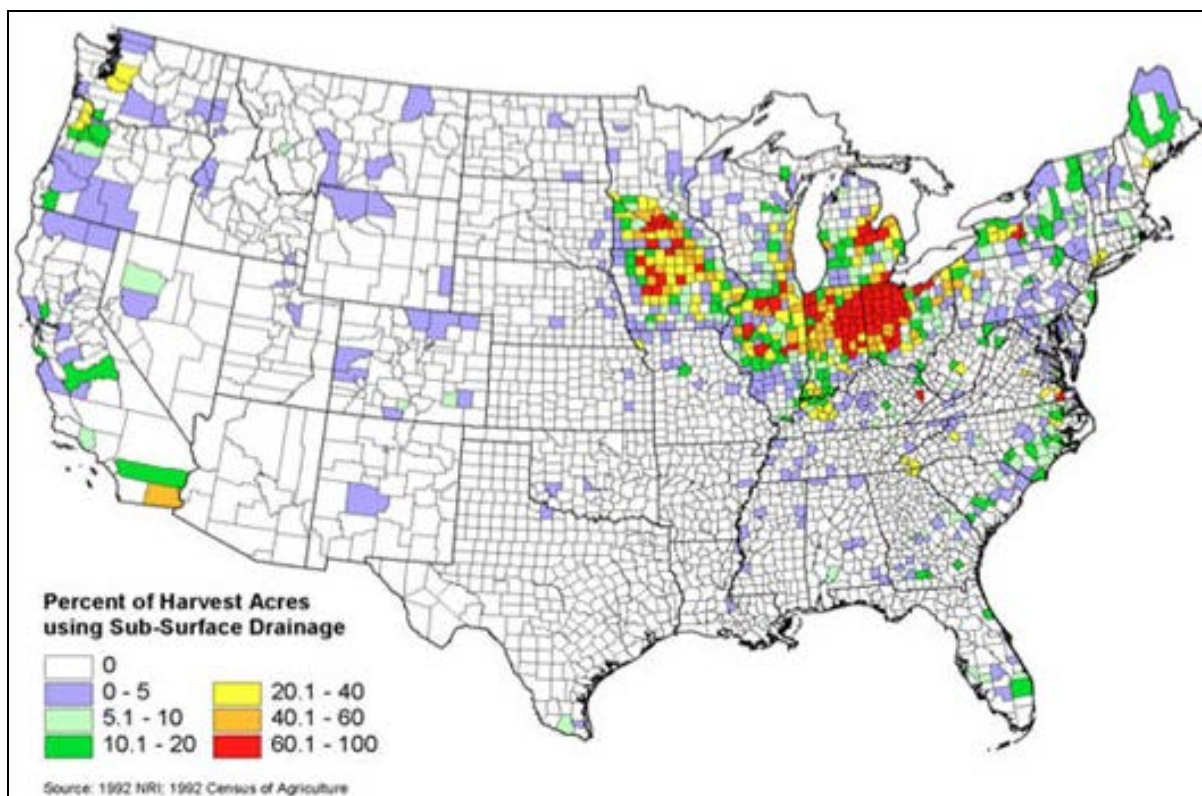 Percent of Harvest Acres
using Sub-Surface Drainage
0
0 - 5
5.1 - 10
10.1 - 20
20.1 - 40
40.1 - 60
60.1 - 100
Source: 1992 NRI; 1992 Census of Agriculture